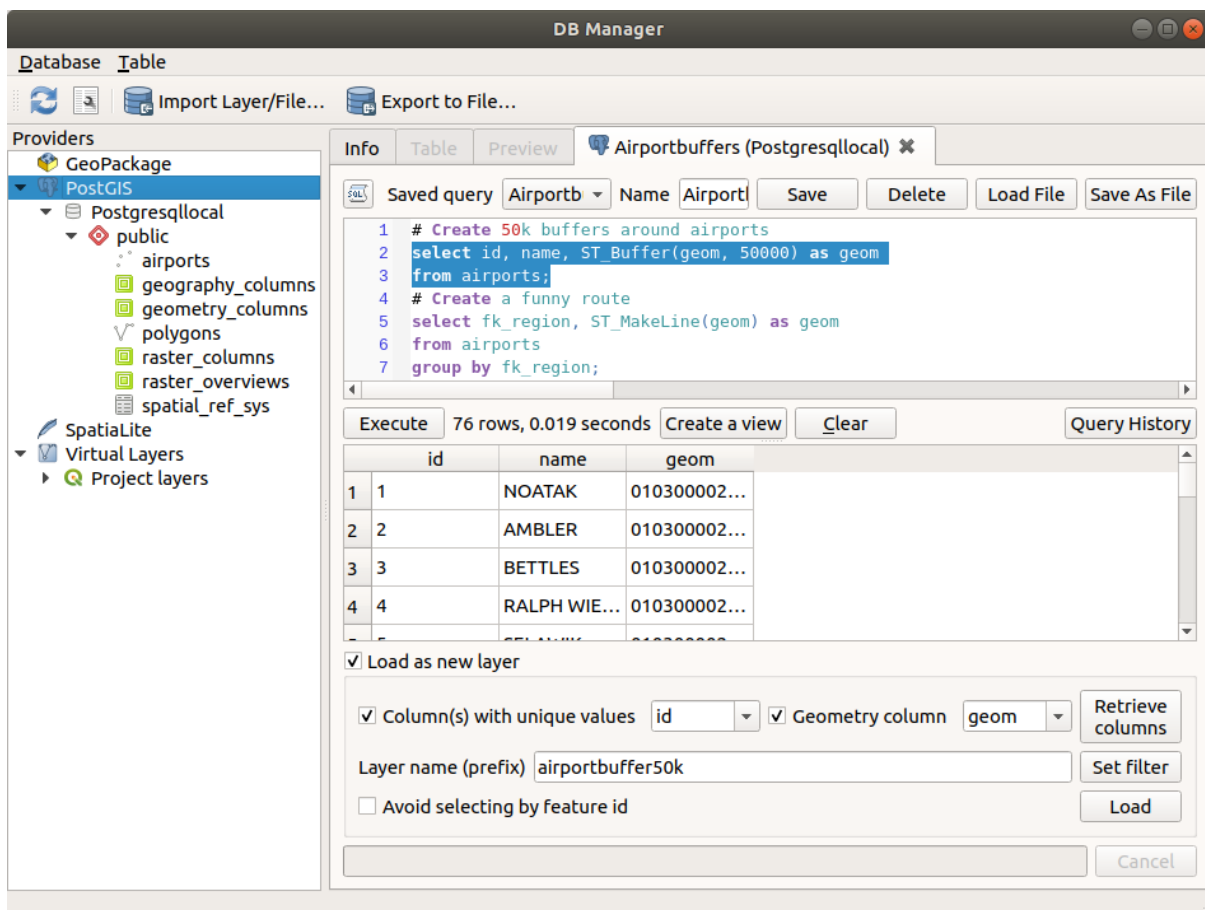 DB Manager
Database Table
Import Layer/File... Export to File...
Providers
GeoPackage
PostGIS
Postgresqllocal
public
airports
geography_columns
geometry_columns
polygons
raster_columns
raster_overviews
spatial_ref_sys
SpatiaLite
Virtual Layers
Project layers
Info Table Preview Airportbuffers (Postgresqllocal)
SQL Saved query Airportb Name Airportl Save Delete Load File Save As File
1 # Create 50k buffers around airports
2 select id, name, ST_Buffer(geom, 50000) as geom
3 from airports;
4 # Create a funny route
5 select fk_region, ST_MakeLine(geom) as geom
6 from airports
7 group by fk_region;
Execute 76 rows, 0.019 seconds Create a view Clear Query History
id name geom
1 1 NOATAK 010300002...
2 2 AMBLER 010300002...
3 3 BETTLES 010300002...
4 4 RALPH WIE... 010300002...
Load as new layer
Column(s) with unique values id Geometry column geom Retrieve columns
Layer name (prefix) airportbuffer50k Set filter
Avoid selecting by feature id Load
Cancel